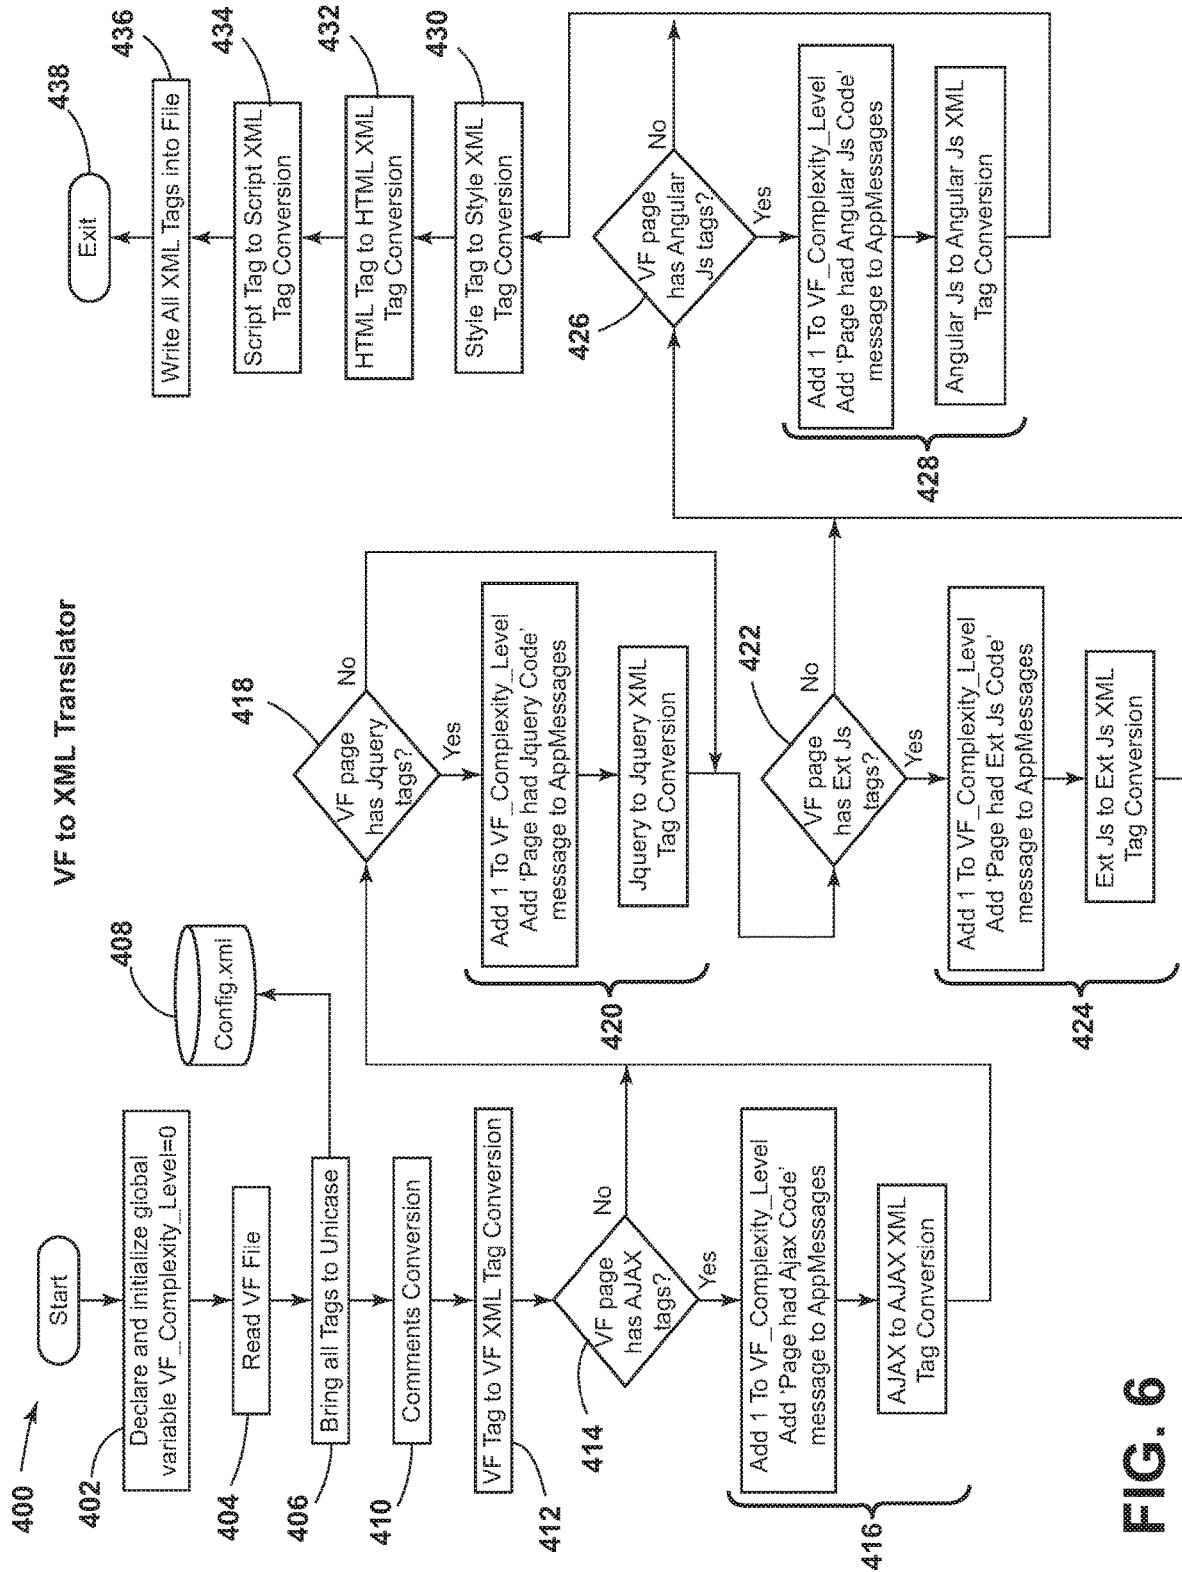 VF to XML Translator
400
Start
402
Declare and initialize global
variable VF_Complexity_Level=0
404
Read VF File
406
Bring all Tags to Unicase
408
Config.xml
410
Comments Conversion
412
VF Tag to VF XML Tag Conversion
414
VF page
has AJAX
tags?
No
Yes
416
Add 1 To VF_Complexity_Level
Add 'Page had Ajax Code'
message to AppMessages
AJAX to AJAX XML
Tag Conversion
418
VF page
has Jquery
tags?
No
Yes
420
Add 1 To VF_Complexity_Level
Add 'Page had Jquery Code'
message to AppMessages
Jquery to Jquery XML
Tag Conversion
422
VF page
has Ext Js
tags?
No
Yes
424
Add 1 To VF_Complexity_Level
Add 'Page had Ext Js Code'
message to AppMessages
Ext Js to Ext Js XML
Tag Conversion
426
VF page
has Angular
Js tags?
No
Yes
428
Add 1 To VF_Complexity_Level
Add 'Page had Angular Js Code'
message to AppMessages
Angular Js to Angular Js XML
Tag Conversion
430
Style Tag to Style XML
Tag Conversion
432
HTML Tag to HTML XML
Tag Conversion
434
Script Tag to Script XML
Tag Conversion
436
Write All XML Tags into File
438
Exit
FIG. 6